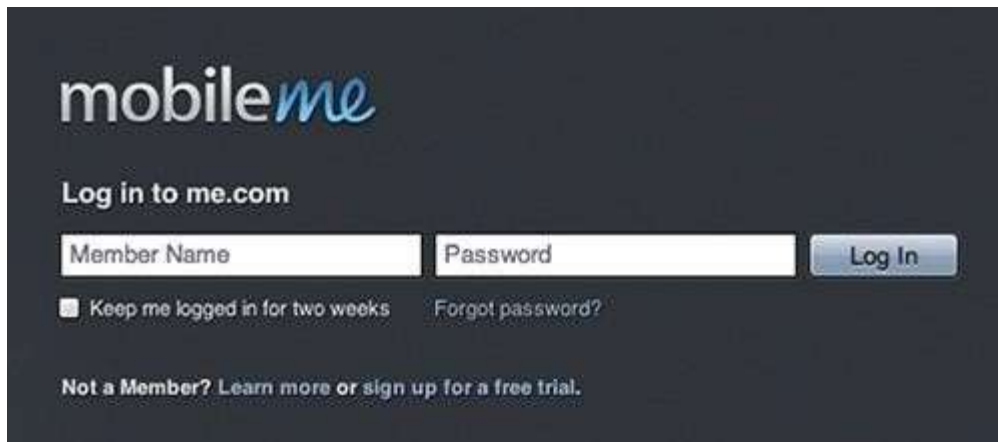 mobileme
Log in to me.com
Member Name Password Log In
Keep me logged in for two weeks Forgot password?
Not a Member? Learn more or sign up for a free trial.